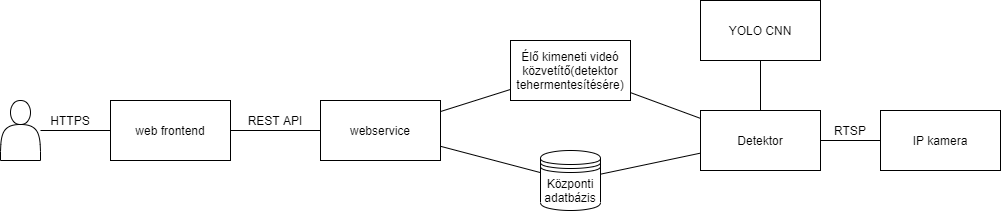 HTTPS
web frontend
REST API
webservice
Élő kimeneti videó
közvetítő(detektor
tehermentesítésére)
Központi
adatbázis
YOLO CNN
Detektor
RTSP
IP kamera